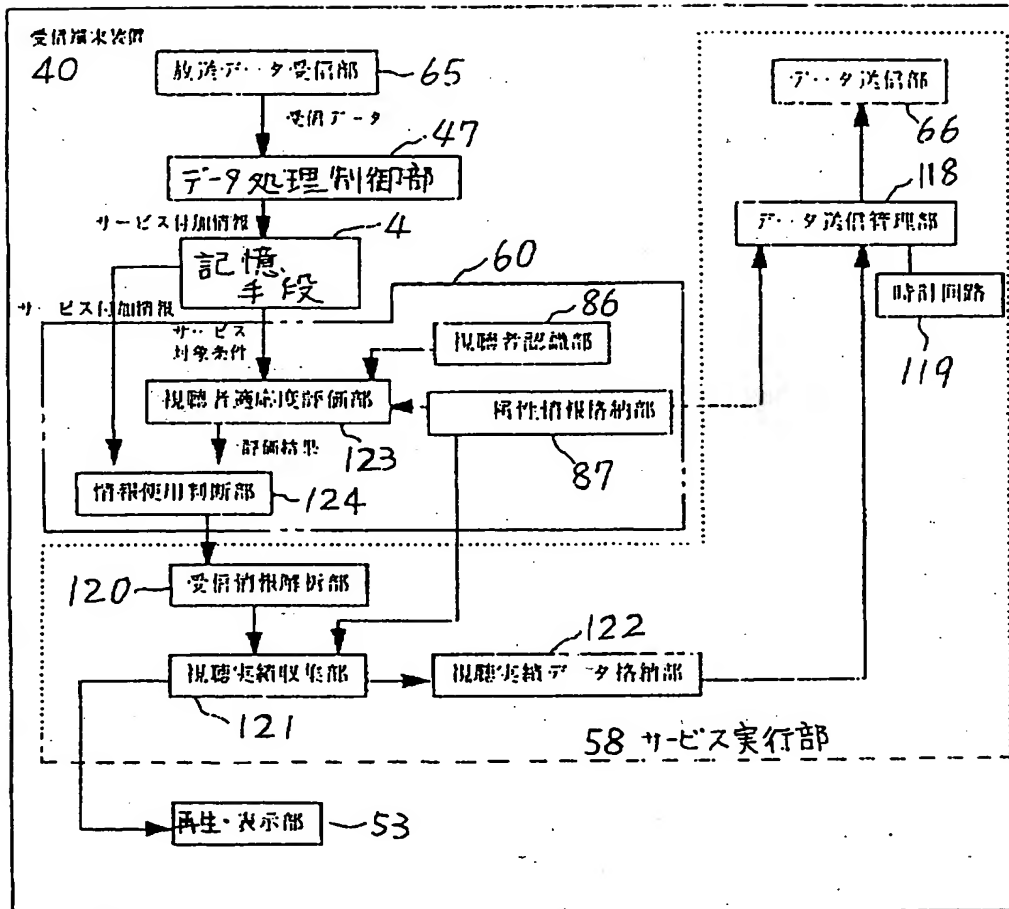 受信端末装置
40
放送データ受信部
65
受信データ
47
データ処理制御部
サービス付加情報
4
記憶
手段
サービス付加情報
サービス
対象条件
60
86
視聴者認識部
視聴者適応度評価部
123
属性情報格納部
87
評価結果
情報使用判断部
124
120
受信情報解析部
視聴実績収集部
121
122
視聴実績データ格納部
58 サービス実行部
再生・表示部
53
データ送信部
66
118
データ送信管理部
時計回路
119